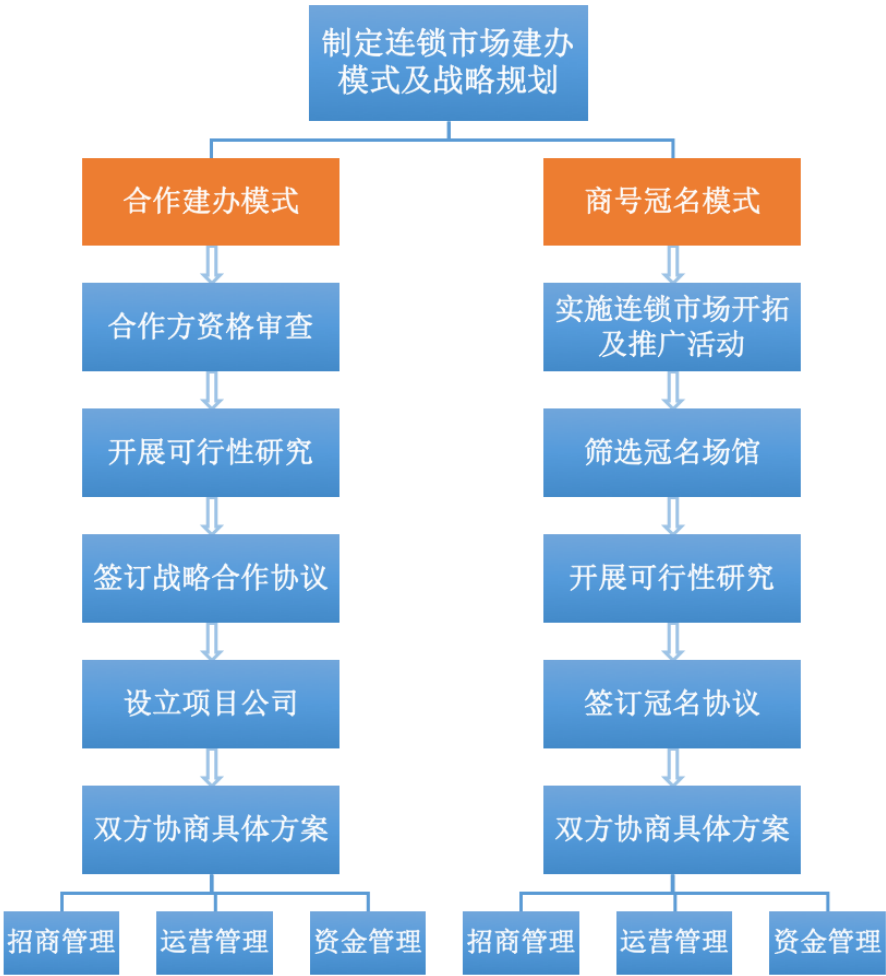 制定连锁市场建办
模式及战略规划
合作建办模式
商号冠名模式
合作方资格审查
实施连锁市场开拓
及推广活动
开展可行性研究
筛选冠名场馆
签订战略合作协议
开展可行性研究
设立项目公司
签订冠名协议
双方协商具体方案
双方协商具体方案
招商管理
运营管理
资金管理
招商管理
运营管理
资金管理